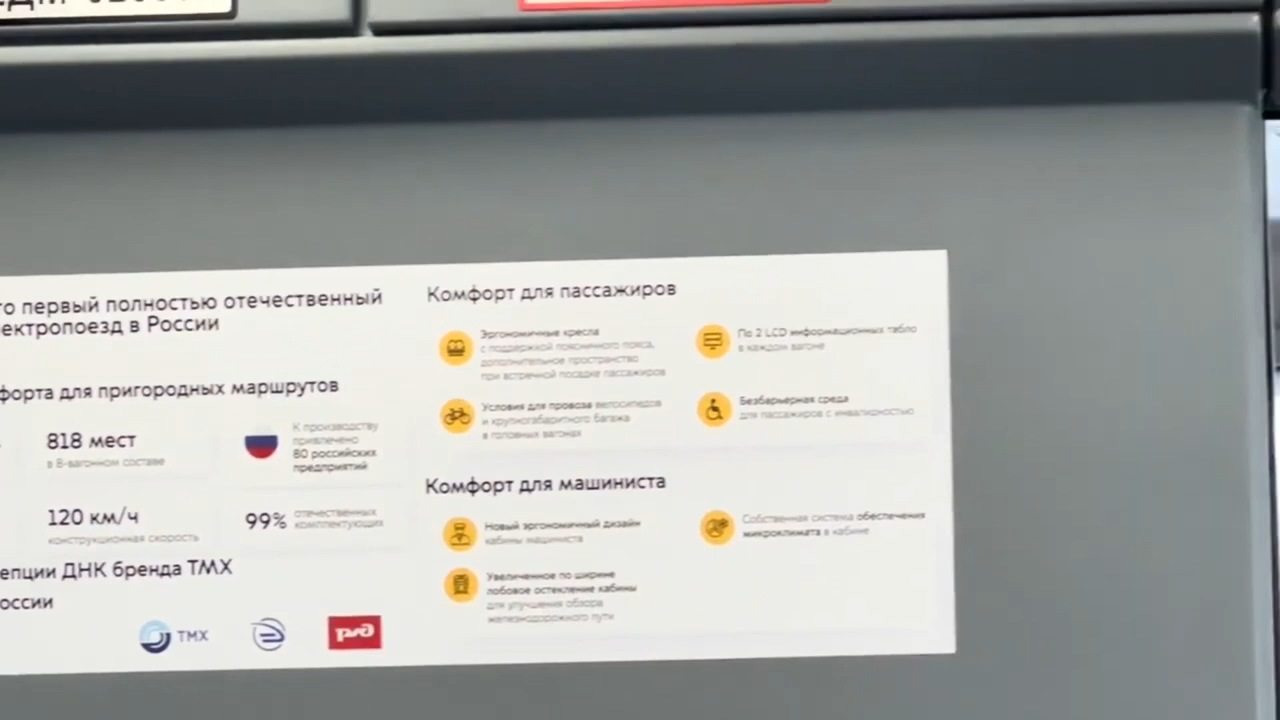 то первый полностью отечественный
ектропоезд в России
форта для пригородных маршрутов
818 мест
в 8-вагонном составе
К производству
привлечено
80 российских
предприятий
120 км/ч
конструкционная скорость
99%
отечественных
комплектующих
епции ДНК бренда ТМХ
оссии
ТМХ
ржд
Комфорт для пассажиров
Эргономичные кресла
с поддержкой поясничного пояса,
дополнительное пространство
при встречной посадке пассажиров
По 2 LCD информационных табло
в каждом вагоне
Условия для провоза велосипедов
и крупногабаритного багажа
в головных вагонах
Безбарьерная среда
для пассажиров с инвалидностью
Комфорт для машиниста
Новый эргономичный дизайн
кабины машиниста
Собственная система обеспечения
микроклимата в кабине
Увеличенное по ширине
лобовое остекление кабины
для улучшения обзора
железнодорожного пути